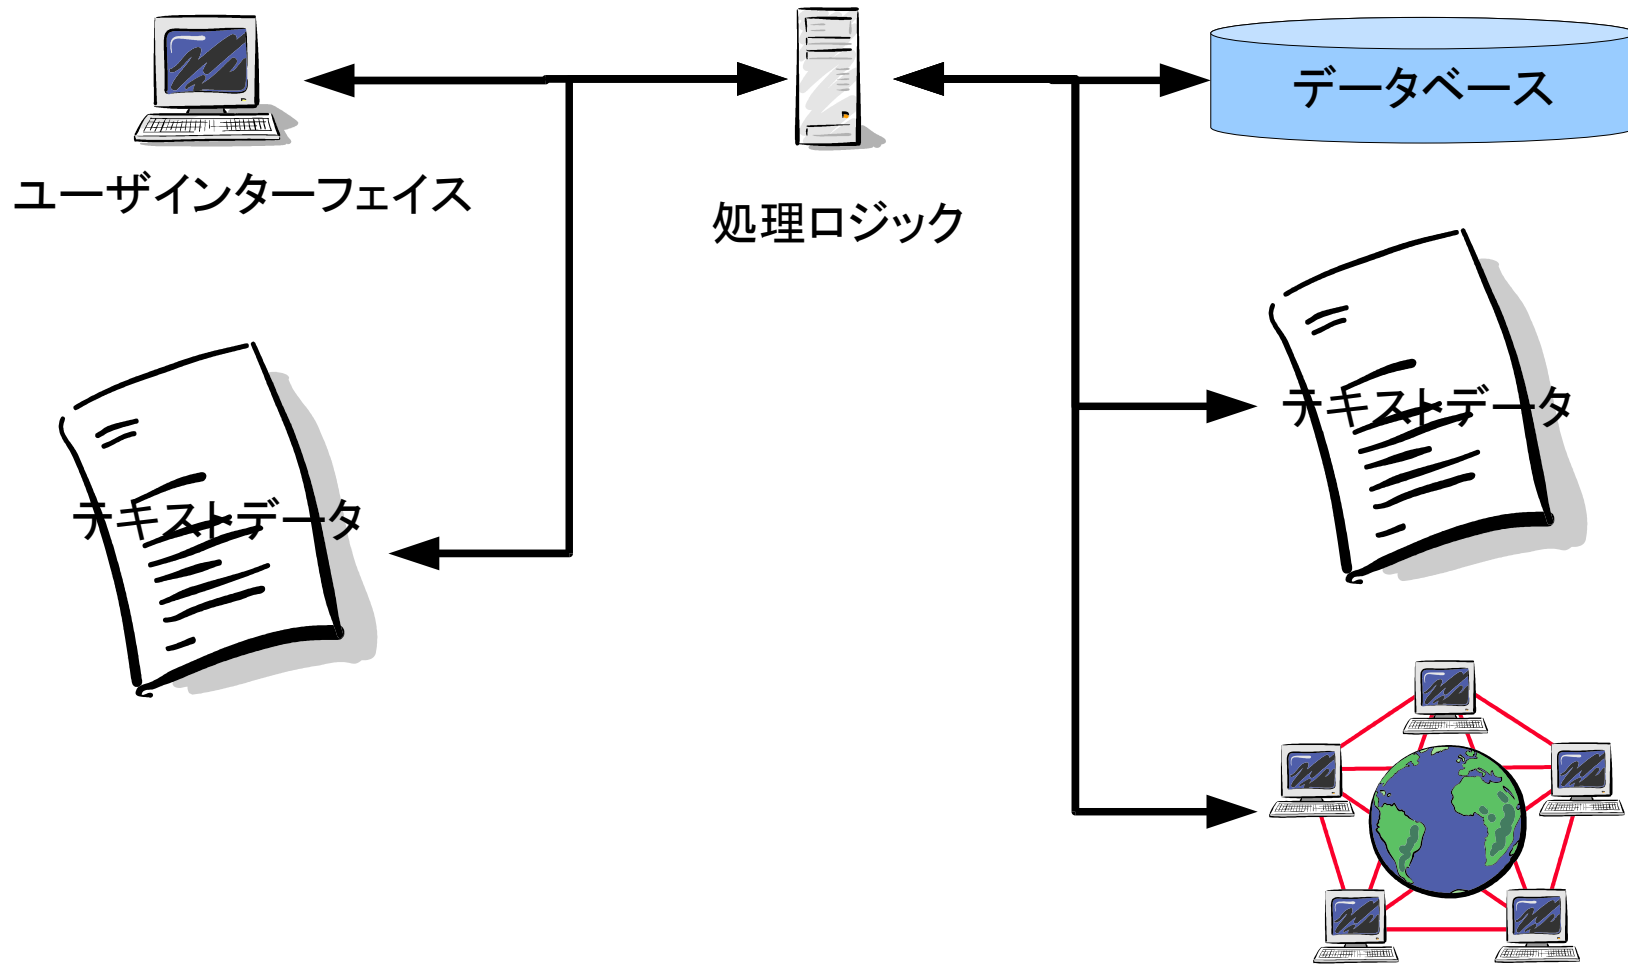 データベース
ユーザインターフェイス
処理ロジック
テキストデータ
テキストデータ